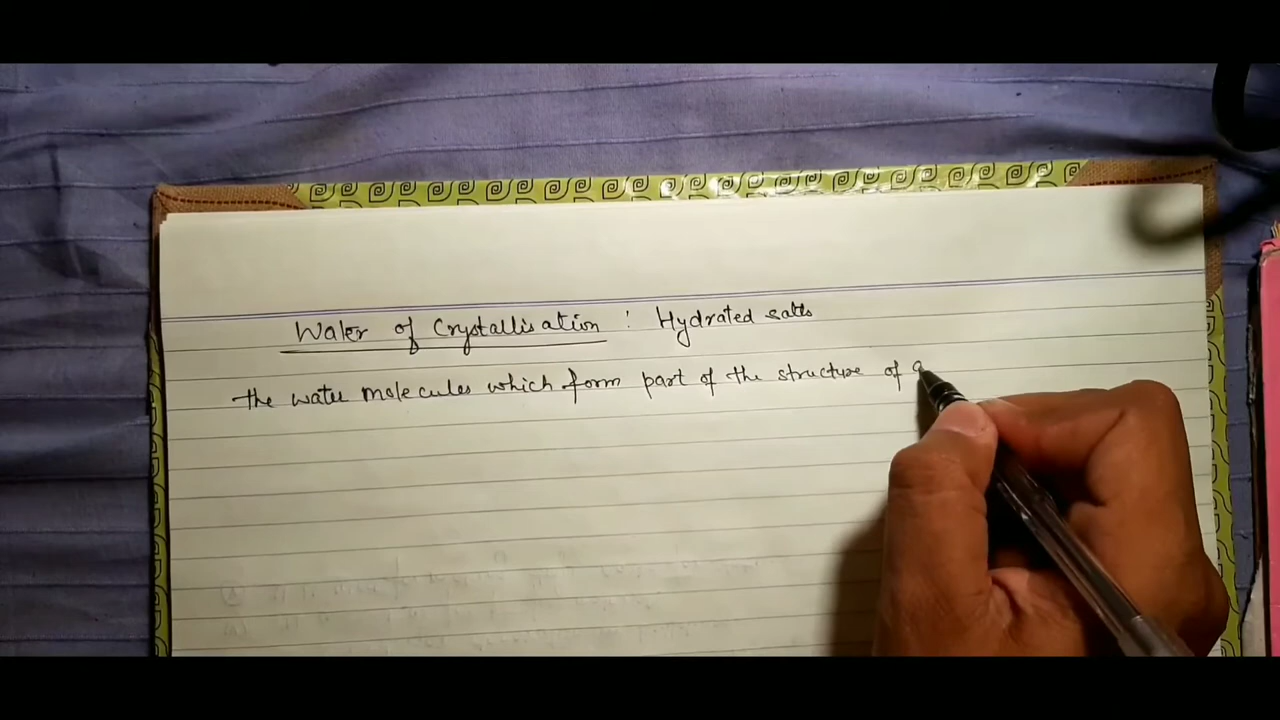 Water of Crystallisation : Hydrated salts
the water molecules which form part of the structure of a